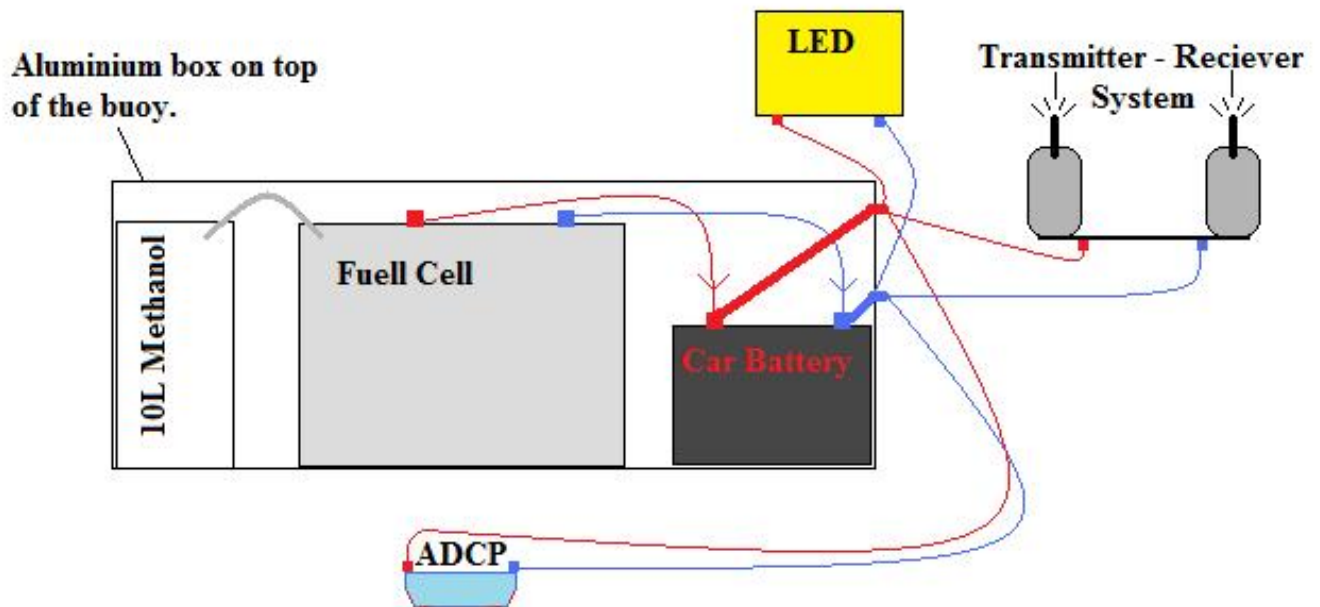 Aluminium box on top
of the buoy.
LED
Transmitter - Reciever
System
10L Methanol
Fuell Cell
Car Battery
ADCP